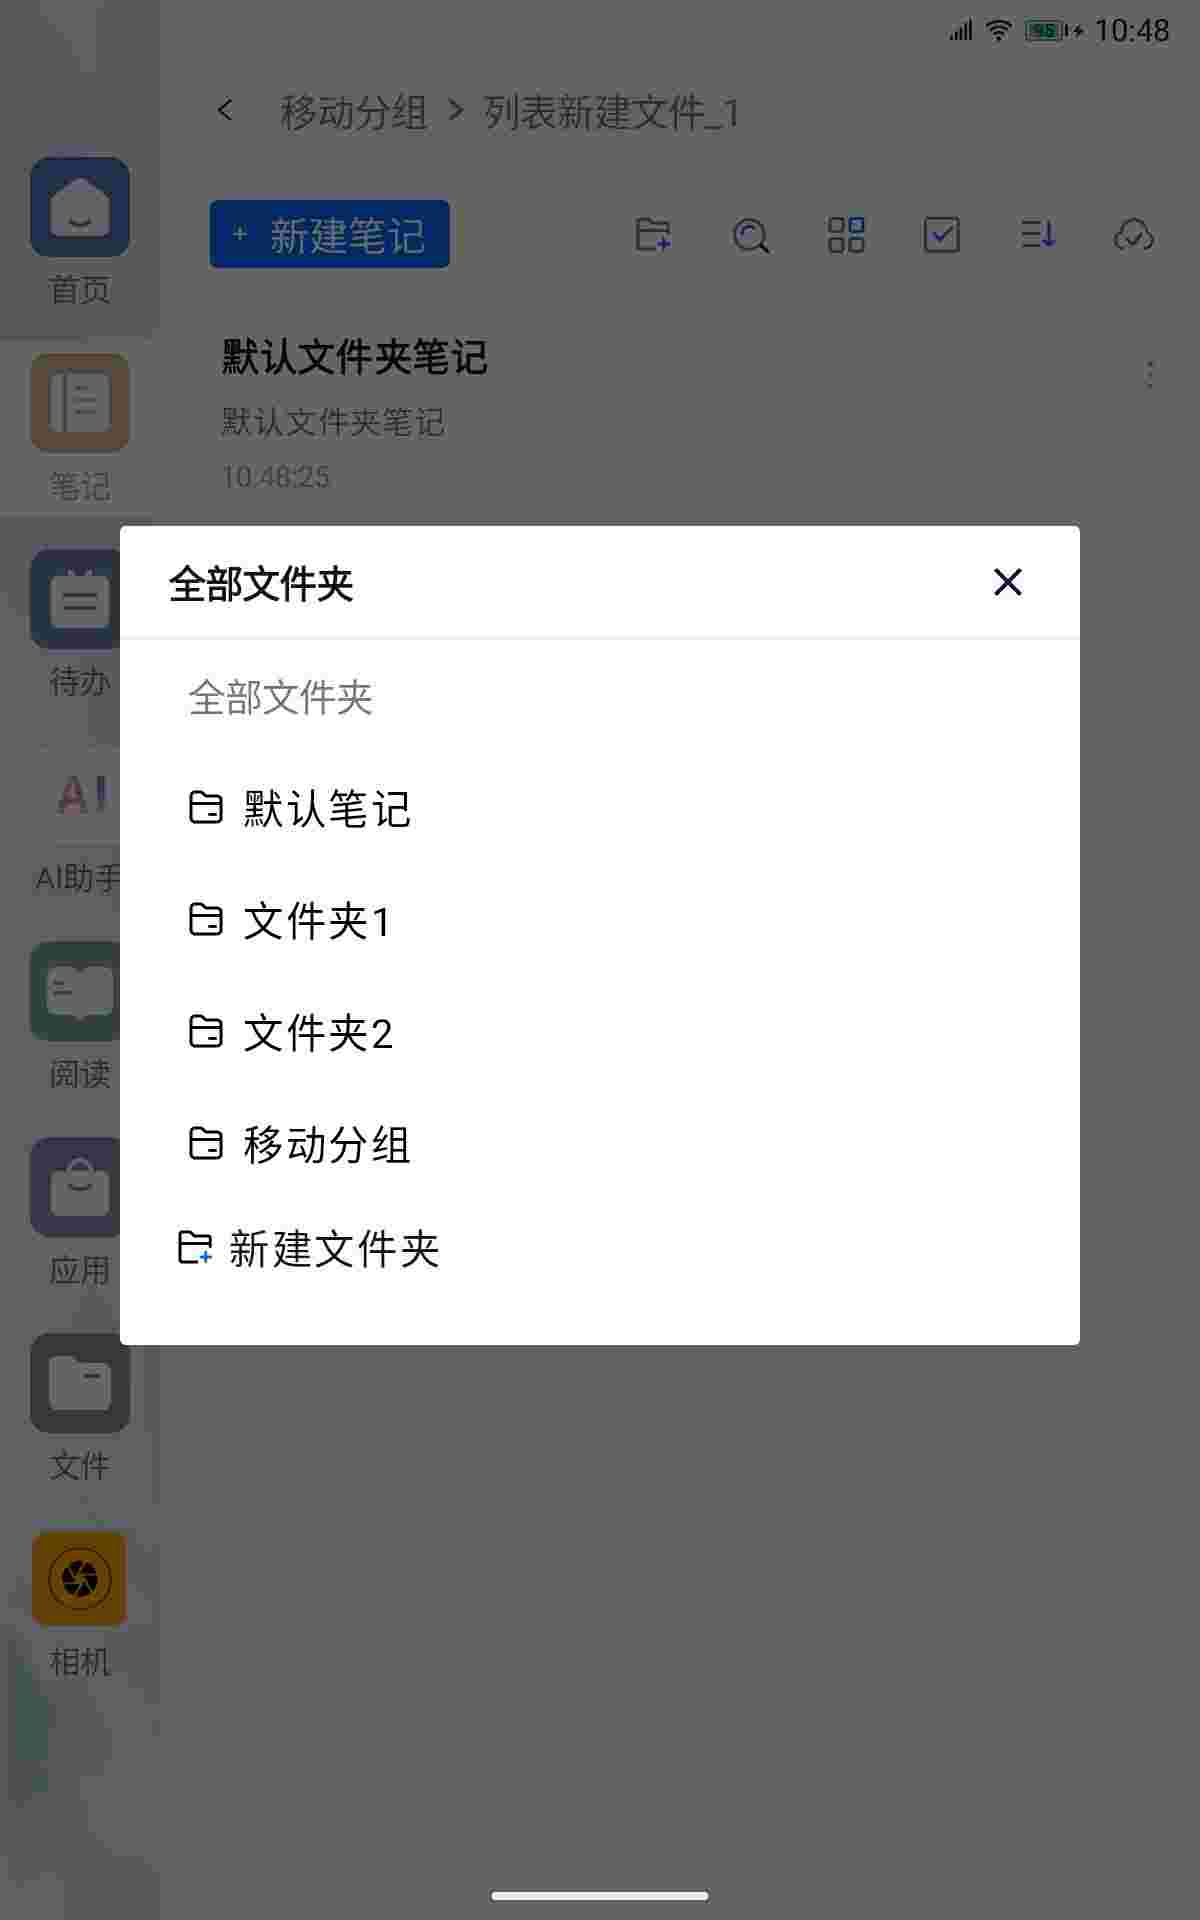 95 10:48
移动分组 > 列表新建文件_1
+ 新建笔记
首页
默认文件夹笔记
默认文件夹笔记
10:48:25
笔记
待办
AI
AI助手
阅读
应用
文件
相机
全部文件夹
全部文件夹
默认笔记
文件夹1
文件夹2
移动分组
新建文件夹